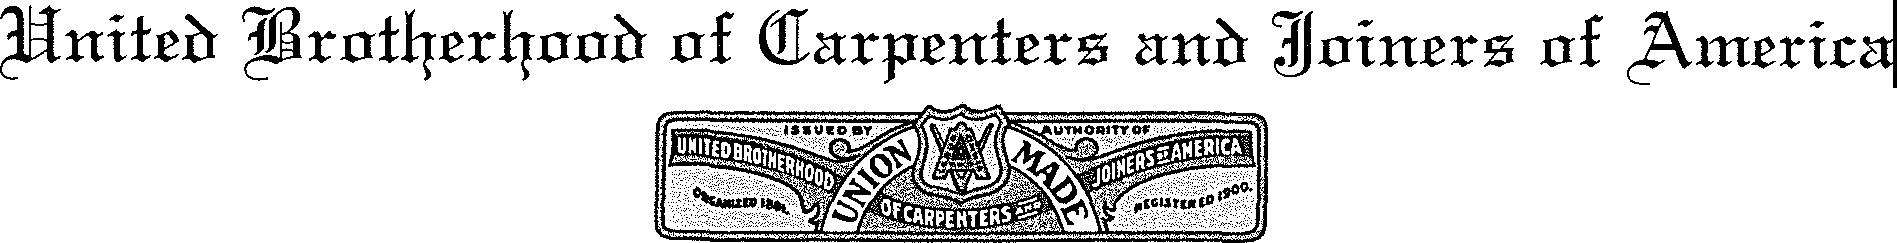 United Brotherhood of Carpenters and Joiners of America
ISSUED BY AUTHORITY OF
UNITED BROTHERHOOD OF CARPENTERS AND JOINERS OF AMERICA
UNION MADE
ORGANIZED 1881.
REGISTERED 1900.